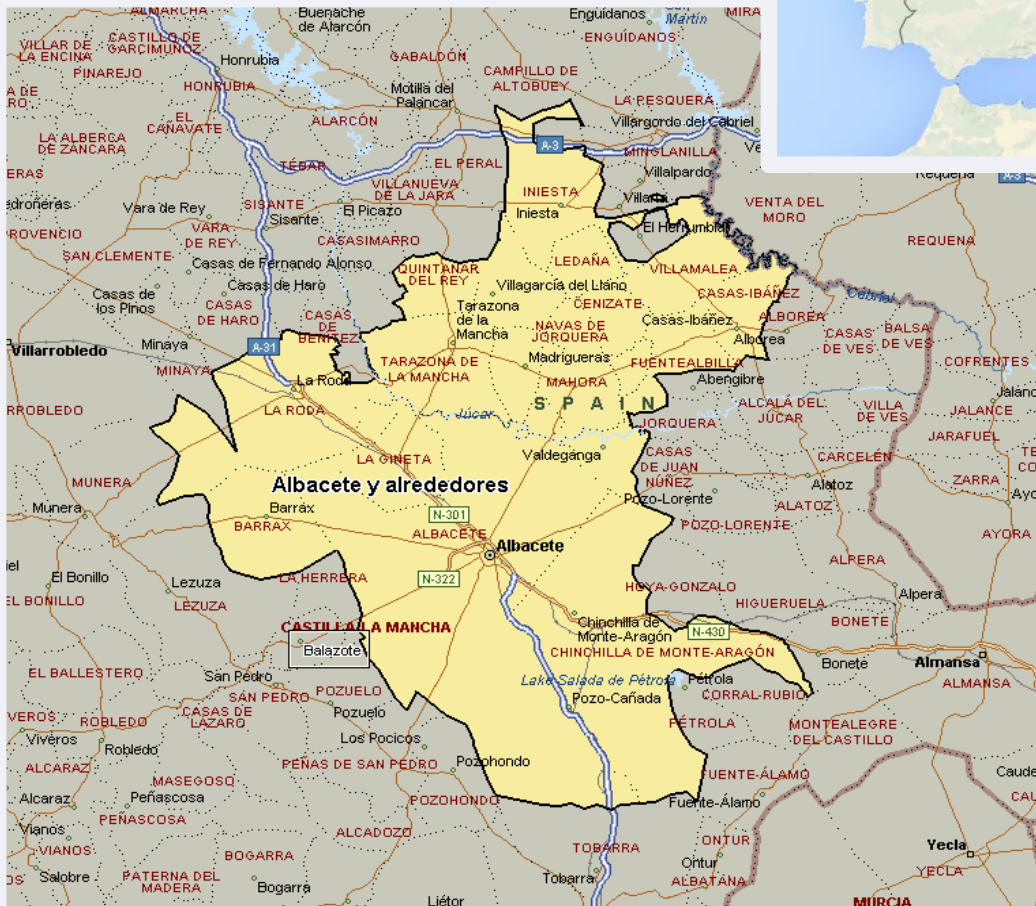 ALMARCHA
Buenache
de Alarcón
Enguídanos
San
Martín
MIRA
VILLAR DE
LA ENCINA
CASTILLO DE
GARCIMUÑOZ
ENGUÍDANOS
Honrubia
GABALDÓN
PINAREJO
HONRUBIA
CAMPILLO DE
ALTOBUEY
Motilla del
Palancar
LA PESQUERA
EL
CAÑAVATE
ALARCÓN
Villargordo del Cabriel
LA ALBERCA
DE ZÁNCARA
A-3
MINGLANILLA
ERAS
TÉBAR
EL PERAL
Villalpardo
Requena
A-3
VILLANUEVA
DE LA JARA
INIESTA
Villarta
edroñeras
Vara de Rey
SISANTE
Sisante
El Picazo
Iniesta
VENTA DEL
MORO
PROVENCIO
VARA
DE REY
CASASIMARRO
El Herrumblar
REQUENA
SAN CLEMENTE
Casas de Fernando Alonso
QUINTANAR
DEL REY
LEDAÑA
VILLAMALEA
Casas de
los Pinos
Casas de Haro
Villagarcía del Llano
CASAS-IBÁÑEZ
Cabriel
CASAS
DE HARO
CASAS
DE
BENÍTEZ
Tarazona
de la
Mancha
CENIZATE
NAVAS DE
JORQUERA
Casas-Ibáñez
ALBOREA
Alborea
CASAS
DE VES
BALSA
DE VES
Villarrobledo
Minaya
A-31
MINAYA
TARAZONA DE
LA MANCHA
Madrigueras
FUENTEALBILLA
COFRENTES
La Roda
MAHORA
Abengibre
RROBLEDO
LA RODA
SPAIN
Júcar
ALCALÁ DEL
JÚCAR
VILLA
DE VES
JALANCE
JORQUERA
JARAFUEL
LA GINETA
Valdeganga
CASAS
DE JUAN
NÚÑEZ
CARCELÉN
MUNERA
Albacete y alrededores
Alatoz
ZARRA
Munera
Barráx
N-301
Pozo-Lorente
ALATOZ
BARRAX
ALBACETE
Albacete
POZO-LORENTE
AYORA
N-322
ALPERA
El Bonillo
Lezuza
LA HERRERA
HOYA-GONZALO
Alpera
EL BONILLO
LEZUZA
HIGUERUELA
Chinchilla de
Monte-Aragón
BONETE
CASTILLA LA MANCHA
N-430
Balazote
CHINCHILLA DE MONTE-ARAGÓN
Bonete
Almansa
EL BALLESTERO
San Pedro
Lake Salada de Pétrola
Pétrola
ALMANSA
SAN PEDRO
POZUELO
Pozo-Cañada
CORRAL-RUBIO
VEROS
ROBLEDO
CASAS DE
LÁZARO
Pozuelo
PÉTROLA
MONTEALEGRE
DEL CASTILLO
Viveros
Robledo
Los Pocicos
ALCARAZ
MASEGOSO
PEÑAS DE SAN PEDRO
Pozohondo
FUENTE-ÁLAMO
Caude
Alcaraz
Peñascosa
POZOHONDO
Fuente-Álamo
PEÑASCOSA
Vianos
ALCADOZO
ONTUR
Yecla
VIANOS
BOGARRA
TOBARRA
Ontur
YECLA
Salobre
PATERNA DEL
MADERA
Bogarra
Tobarra
ALBATANA
Liétor
MURCIA